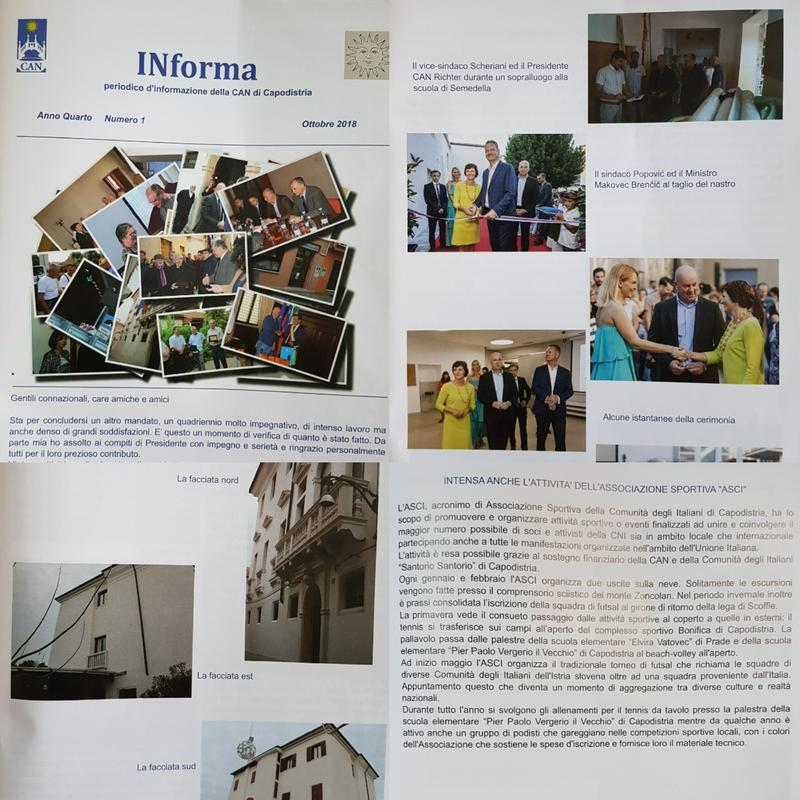 CAN
INforma
periodico d'informazione della CAN di Capodistria
Anno Quarto Numero 1
Ottobre 2018
Gentili connazionali, care amiche e amici
Sta per concludersi un altro mandato, un quadriennio molto impegnativo, di intenso lavoro ma
anche denso di grandi soddisfazioni. E' questo un momento di verifica di quanto è stato fatto. Da
parte mia ho assolto ai compiti di Presidente con impegno e serietà e ringrazio personalmente
tutti per il loro prezioso contributo.
Il vice-sindaco Scheriani ed il Presidente
CAN Richter durante un sopralluogo alla
scuola di Semedella
Il sindaco Popović ed il Ministro
Makovec Brenčič al taglio del nastro
Alcune istantanee della cerimonia
La facciata nord
La facciata est
La facciata sud
INTENSA ANCHE L'ATTIVITA' DELL'ASSOCIAZIONE SPORTIVA "ASCI"
L'ASCI, acronimo di Associazione Sportiva della Comunità degli Italiani di Capodistria, ha lo
scopo di promuovere e organizzare attività sportive o eventi finalizzati ad unire e coinvolgere il
maggior numero possibile di soci e attivisti della CNI sia in ambito locale che internazionale
partecipando anche a tutte le manifestazioni organizzate nell'ambito dell'Unione Italiana.
L'attività è resa possibile grazie al sostegno finanziario della CAN e della Comunità degli Italiani
"Santorio Santorio" di Capodistria.
Ogni gennaio e febbraio l'ASCI organizza due uscite sulla neve. Solitamente le escursioni
vengono fatte presso il comprensorio sciistico del monte Zoncolan. Nel periodo invernale inoltre
è prassi consolidata l'iscrizione della squadra di futsal al girone di ritorno della lega di Scoffie.
La primavera vede il consueto passaggio dalle attività sportive al coperto a quelle in esterni: il
tennis si trasferisce sui campi all'aperto del complesso sportivo Bonifica di Capodistria. La
pallavolo passa dalle palestre della scuola elementare "Elvira Vatovec" di Prade e della scuola
elementare "Pier Paolo Vergerio il Vecchio" di Capodistria al beach-volley all'aperto.
Ad inizio maggio l'ASCI organizza il tradizionale torneo di futsal che richiama le squadre di
diverse Comunità degli Italiani dell'Istria slovena oltre ad una squadra proveniente dall'Italia.
Appuntamento questo che diventa un momento di aggregazione tra diverse culture e realtà
nazionali.
Durante tutto l'anno si svolgono gli allenamenti per il tennis da tavolo presso la palestra della
scuola elementare "Pier Paolo Vergerio il Vecchio" di Capodistria mentre da qualche anno è
attivo anche un gruppo di podisti che gareggiano nelle competizioni sportive locali, con i colori
dell'Associazione che sostiene le spese d'iscrizione e fornisce loro il materiale tecnico.